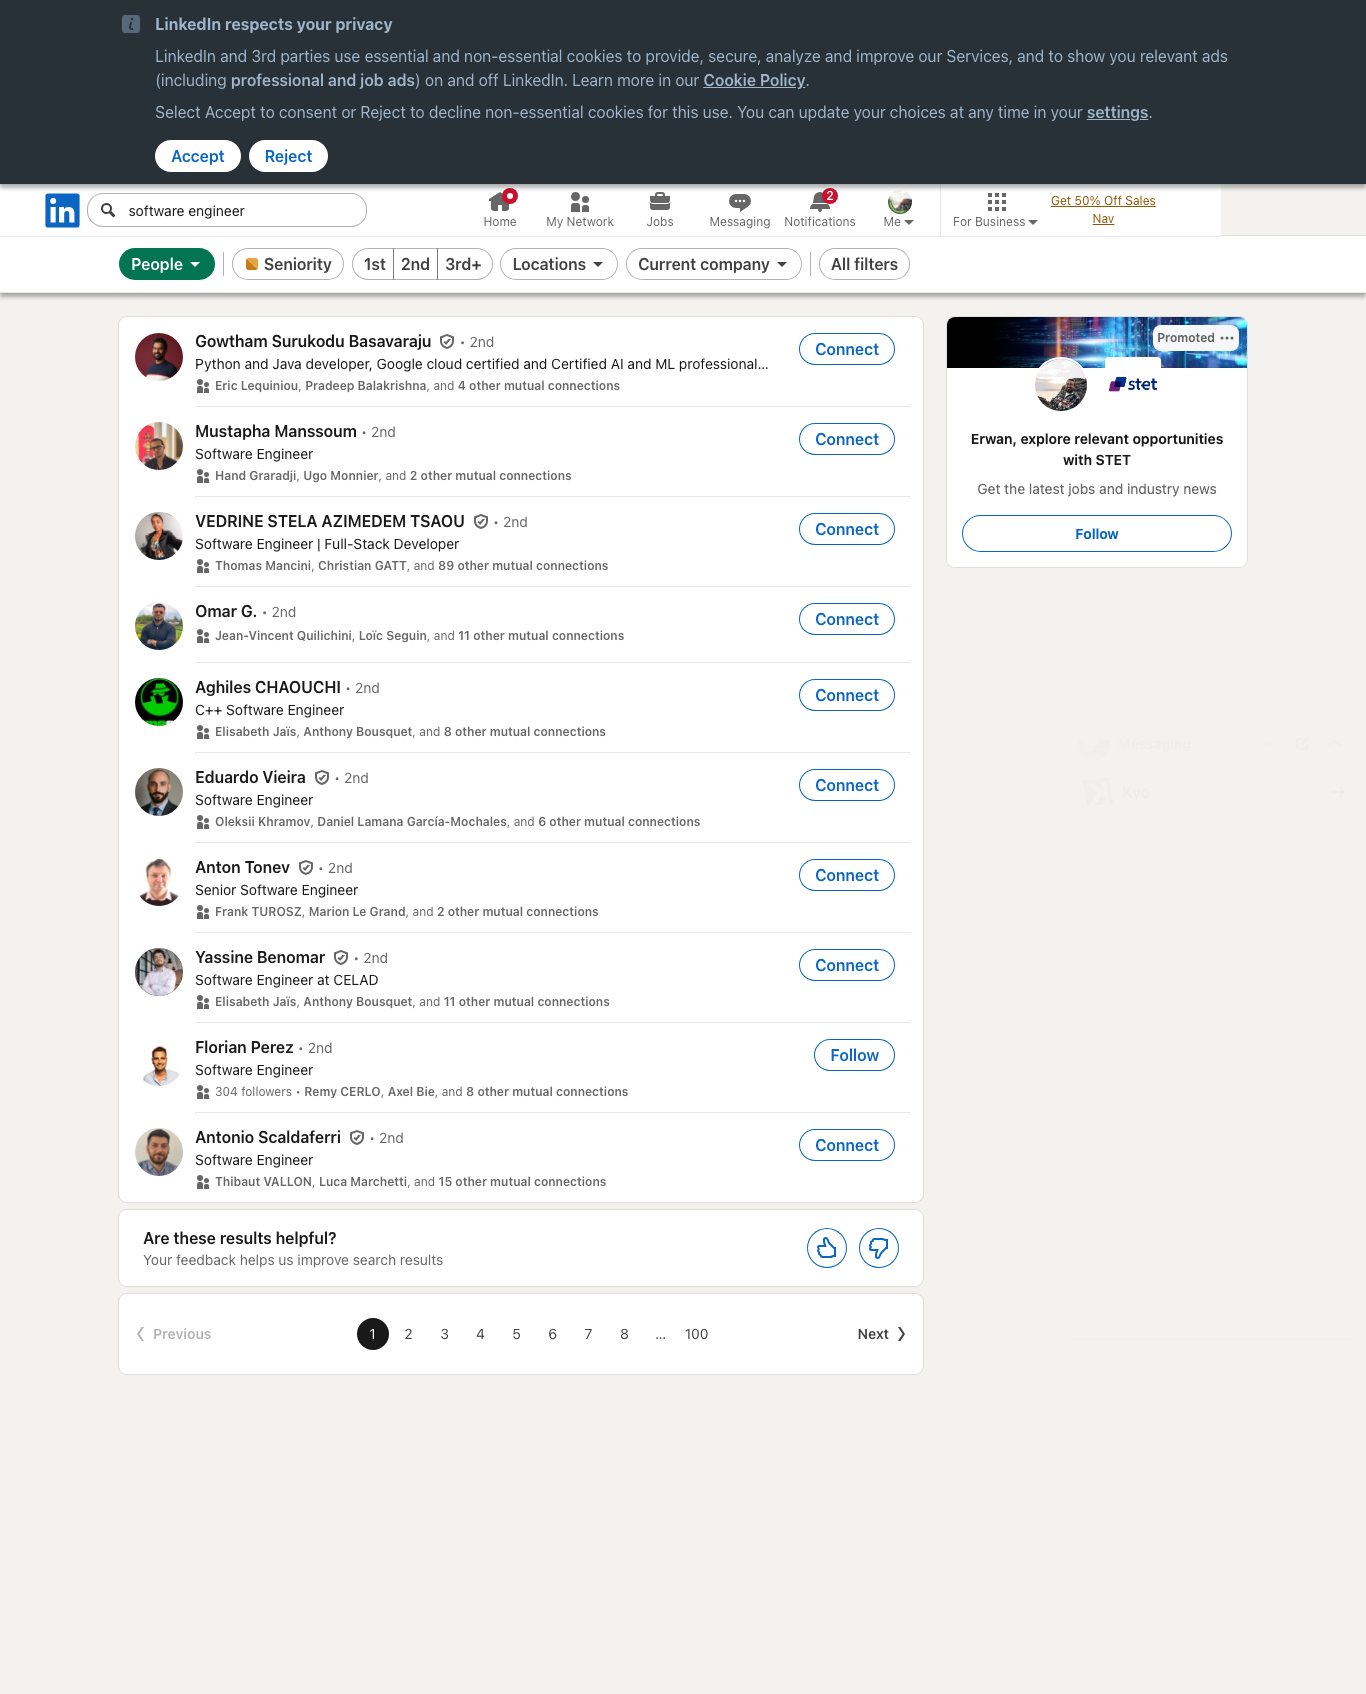 LinkedIn respects your privacy
LinkedIn and 3rd parties use essential and non-essential cookies to provide, secure, analyze and improve our Services, and to show you relevant ads
(including professional and job ads) on and off LinkedIn. Learn more in our Cookie Policy.
Select Accept to consent or Reject to decline non-essential cookies for this use. You can update your choices at any time in your settings.
Accept Reject
in software engineer Home My Network Jobs Messaging 2 Notifications Me For Business Get 50% Off Sales
Nav
People Seniority 1st 2nd 3rd+ Locations Current company All filters
Gowtham Surukodu Basavaraju • 2nd Connect
Python and Java developer, Google cloud certified and Certified AI and ML professional...
Eric Lequiniou, Pradeep Balakrishna, and 4 other mutual connections
Mustapha Manssoum • 2nd Connect
Software Engineer
Hand Graradji, Ugo Monnier, and 2 other mutual connections
VEDRINE STELA AZIMEDEM TSAOU • 2nd Connect
Software Engineer | Full-Stack Developer
Thomas Mancini, Christian GATT, and 89 other mutual connections
Omar G. • 2nd Connect
Jean-Vincent Quilichini, Loïc Seguin, and 11 other mutual connections
Aghiles CHAOUCHI • 2nd Connect
C++ Software Engineer
Elisabeth Jaïs, Anthony Bousquet, and 8 other mutual connections
Eduardo Vieira • 2nd Connect
Software Engineer
Oleksii Khramov, Daniel Lamana García-Mochales, and 6 other mutual connections
Anton Tonev • 2nd Connect
Senior Software Engineer
Frank TUROSZ, Marion Le Grand, and 2 other mutual connections
Yassine Benomar • 2nd Connect
Software Engineer at CELAD
Elisabeth Jaïs, Anthony Bousquet, and 11 other mutual connections
Florian Perez • 2nd Follow
Software Engineer
304 followers • Remy CERLO, Axel Bie, and 8 other mutual connections
Antonio Scaldaferri • 2nd Connect
Software Engineer
Thibaut VALLON, Luca Marchetti, and 15 other mutual connections
Are these results helpful?
Your feedback helps us improve search results
Previous 1 2 3 4 5 6 7 8 ... 100 Next
Promoted
stet
Erwan, explore relevant opportunities
with STET
Get the latest jobs and industry news
Follow
Messaging